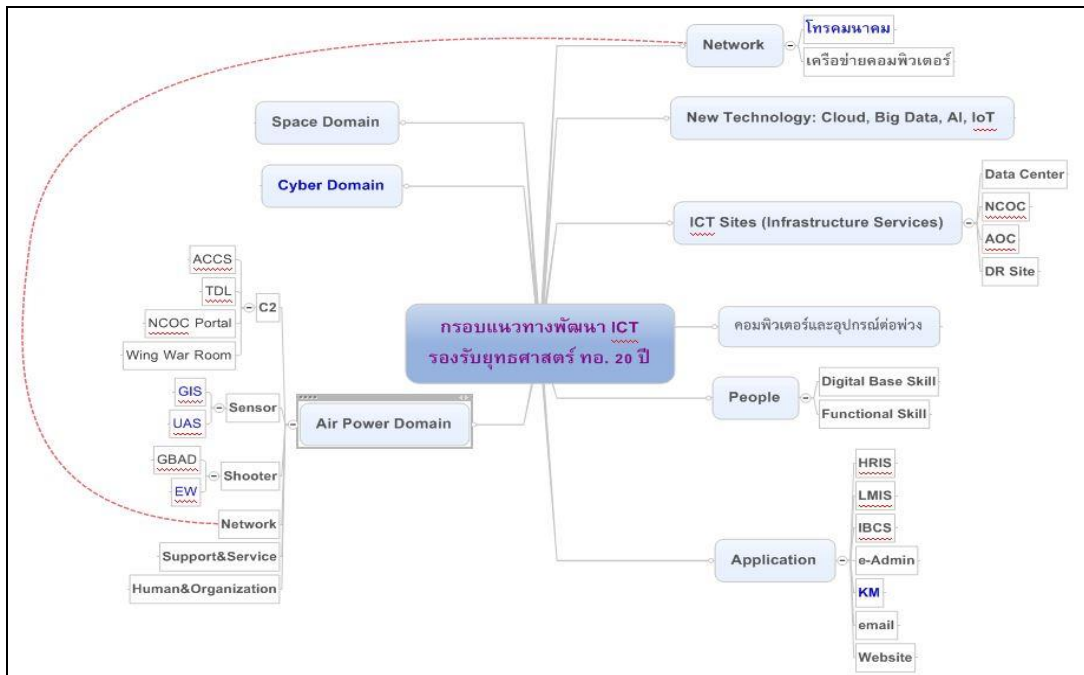 กรอบแนวทางพัฒนา ICT
รองรับยุทธศาสตร์ ทอ. 20 ปี
Network
โทรคมนาคม
เครือข่ายคอมพิวเตอร์
New Technology: Cloud, Big Data, AI, IoT
ICT Sites (Infrastructure Services)
Data Center
NCOC
AOC
DR Site
คอมพิวเตอร์และอุปกรณ์ต่อพ่วง
People
Digital Base Skill
Functional Skill
Application
HRIS
LMIS
IBCS
e-Admin
KM
email
Website
Space Domain
Cyber Domain
Air Power Domain
C2
ACCS
TDL
NCOC Portal
Wing War Room
Sensor
GIS
UAS
Shooter
GBAD
EW
Network
Support&Service
Human&Organization